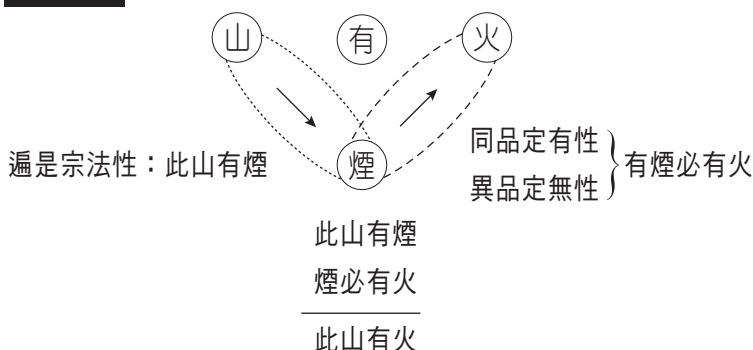 山 有 火
煙
遍是宗法性：此山有煙
同品定有性
異品定無性
有煙必有火
此山有煙
煙必有火
此山有火